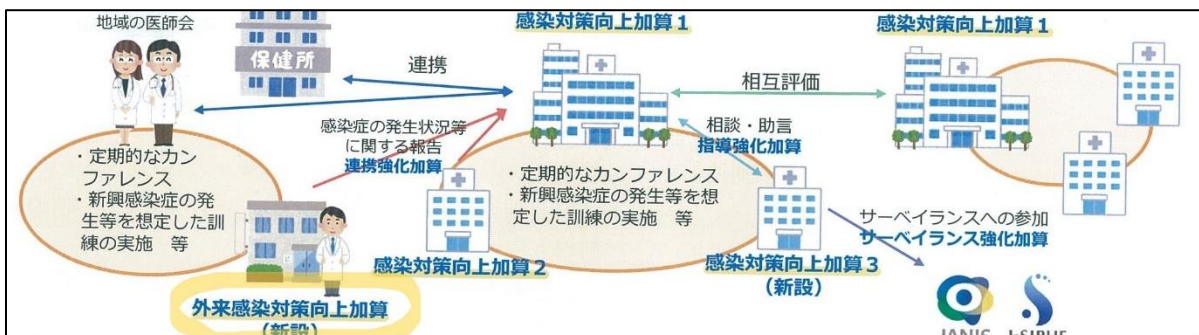 地域の医師会
保健所
連携
感染対策向上加算1
相互評価
感染対策向上加算1
感染症の発生状況等
に関する報告
連携強化加算
相談・助言
指導強化加算
・定期的なカン
ファレンス
・新興感染症の発
生等を想定した訓
練の実施 等
・定期的なカンファレンス
・新興感染症の発生等を想
定した訓練の実施 等
サーベイランスへの参加
サーベイランス強化加算
感染対策向上加算2
感染対策向上加算3
(新設)
外来感染対策向上加算
(新設)
JANIS
J-SIPHE